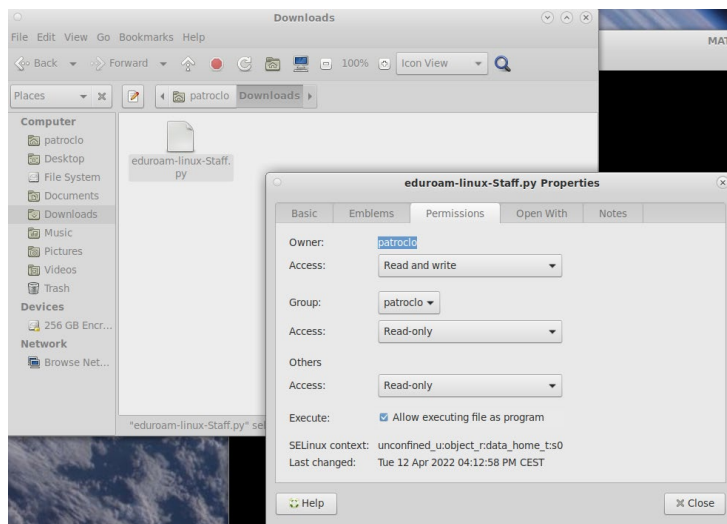 Downloads
File Edit View Go Bookmarks Help
MAT
Back Forward 100% Icon View
Places patroclo Downloads
Computer
patroclo
Desktop
File System
Documents
Downloads
Music
Pictures
Videos
Trash
Devices
256 GB Encr...
Network
Browse Net...
eduroam-linux-Staff.
py
"eduroam-linux-Staff.py" sel
eduroam-linux-Staff.py Properties
Basic Emblems Permissions Open With Notes
Owner: patroclo
Access: Read and write
Group: patroclo
Access: Read-only
Others
Access: Read-only
Execute: Allow executing file as program
SELinux context: unconfined_u:object_r:data_home_t:s0
Last changed: Tue 12 Apr 2022 04:12:58 PM CEST
Help Close